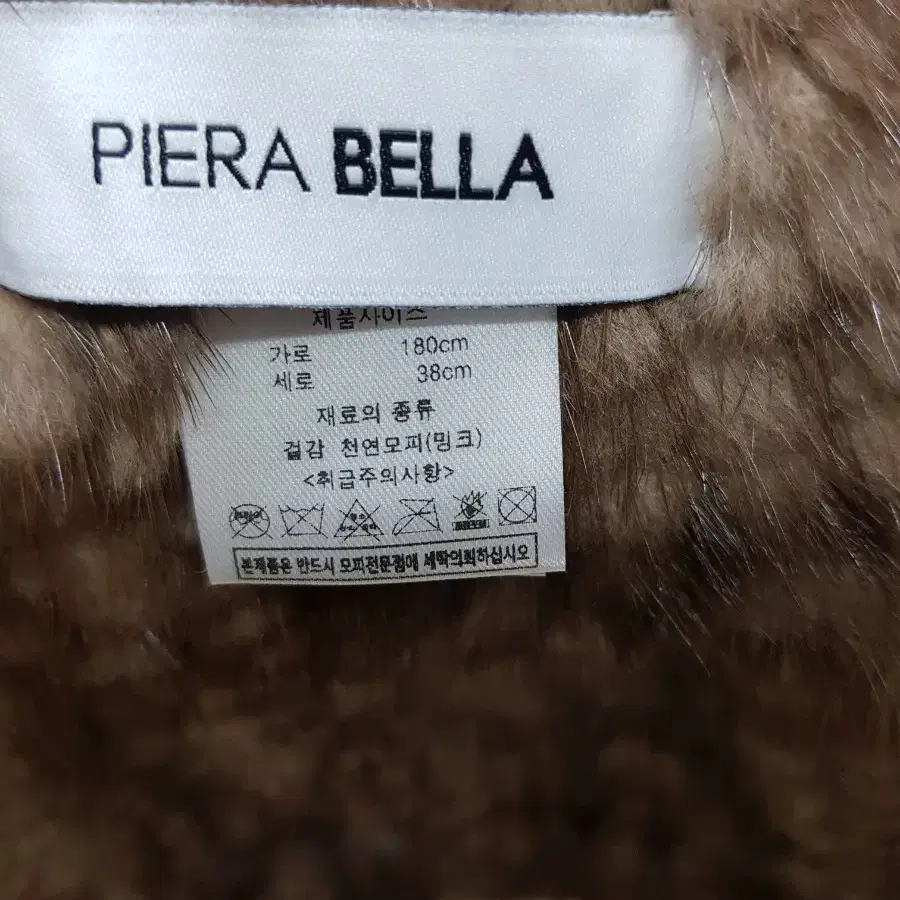 PIERA BELLA
제품사이즈
가로 180cm
세로 38cm
재료의 종류
겉감 천연모피(밍크)
<취급주의사항>
본제품은 반드시 모피전문점에 세탁의뢰하십시오